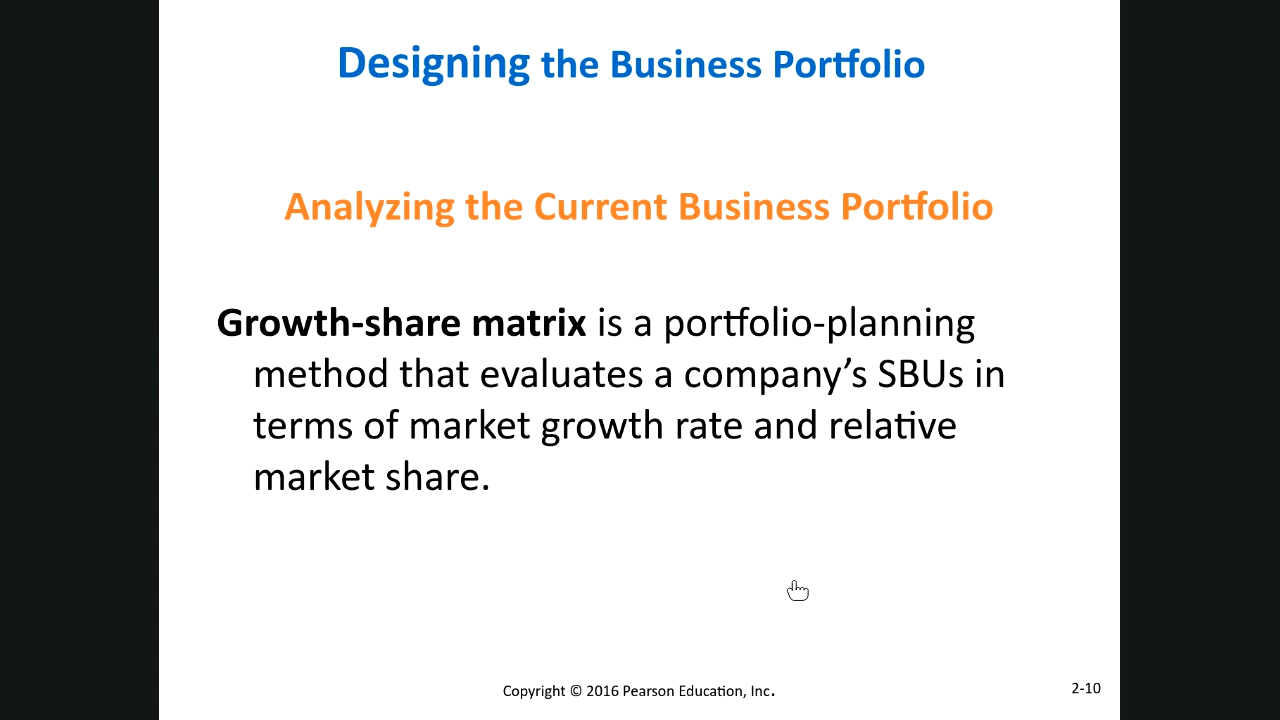 Designing the Business Portfolio
Analyzing the Current Business Portfolio
Growth-share matrix is a portfolio-planning
method that evaluates a company’s SBUs in
terms of market growth rate and relative
market share.
Copyright © 2016 Pearson Education, Inc.
2-10